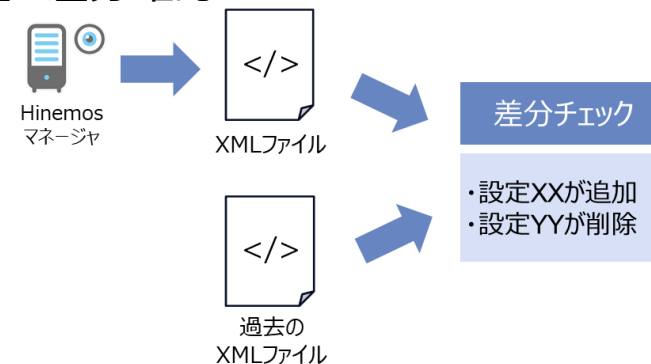 </>
Hinemos
マネージャ
XMLファイル
差分チェック
・設定XXが追加
・設定YYが削除
</>
過去の
XMLファイル